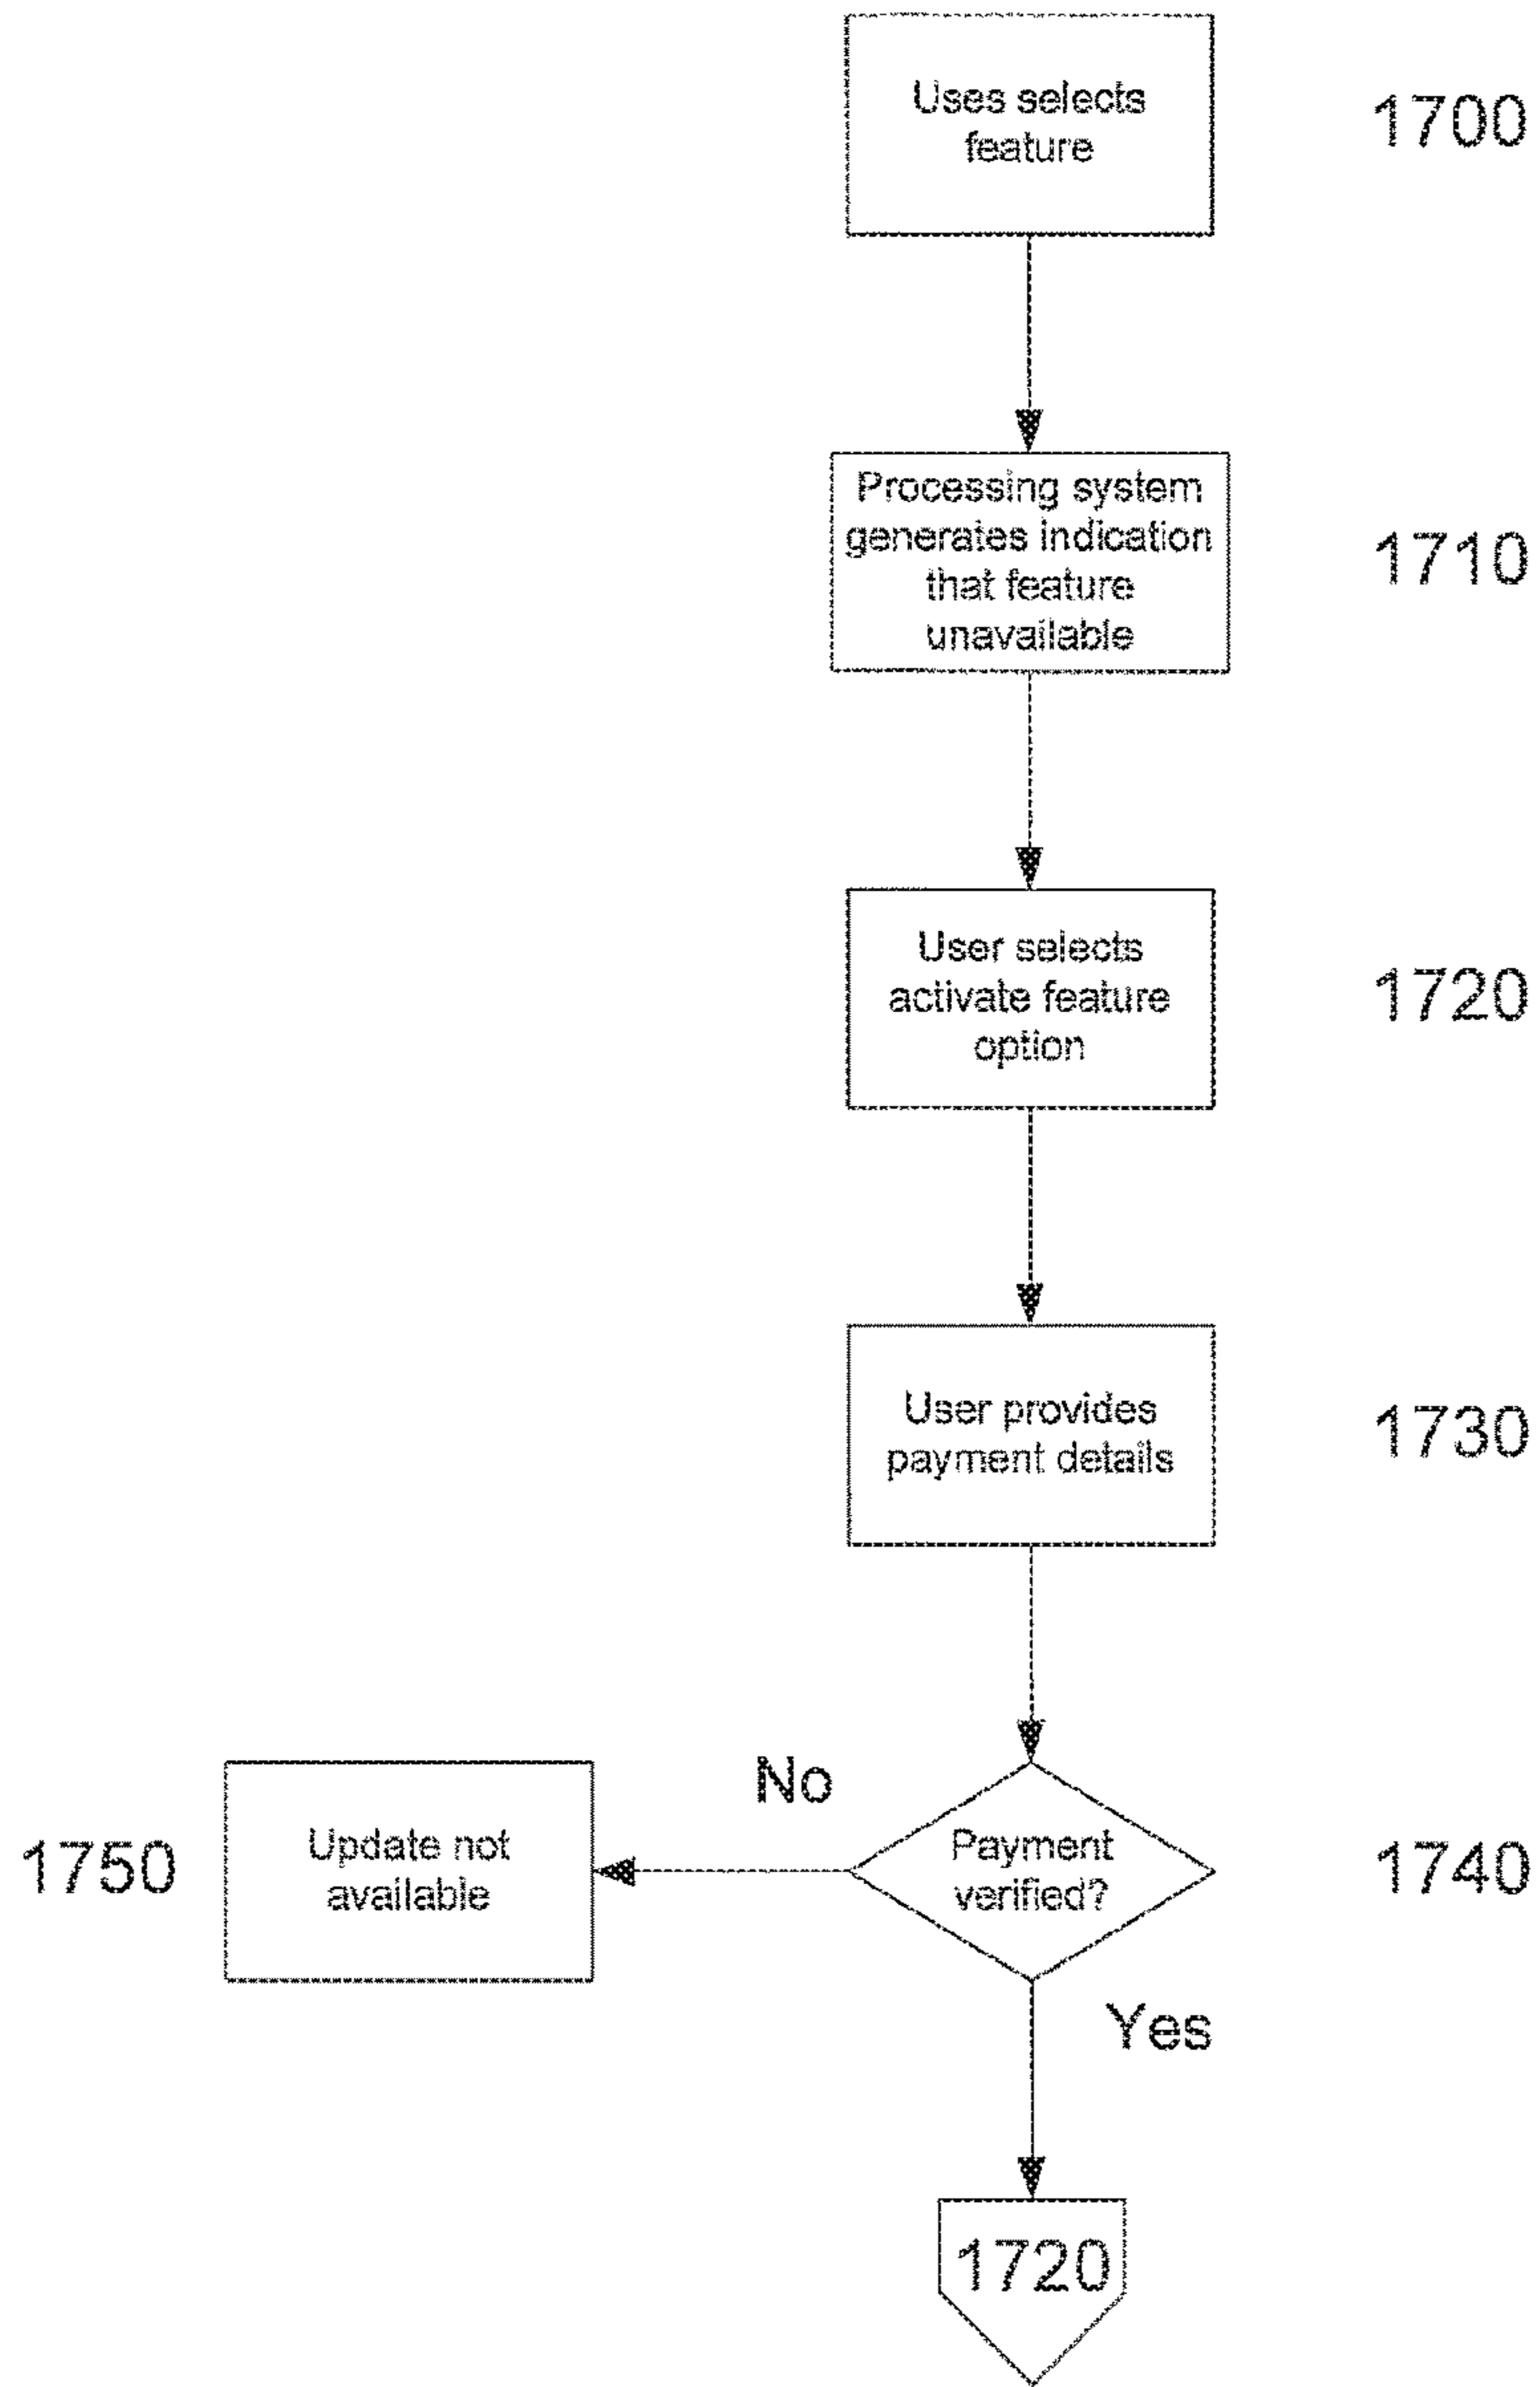 Uses selects
feature
1700
Processing system
generates indication
that feature
unavailable
1710
User selects
activate feature
option
1720
User provides
payment details
1730
No
1750
Update not
available
Payment
verified?
1740
Yes
1720